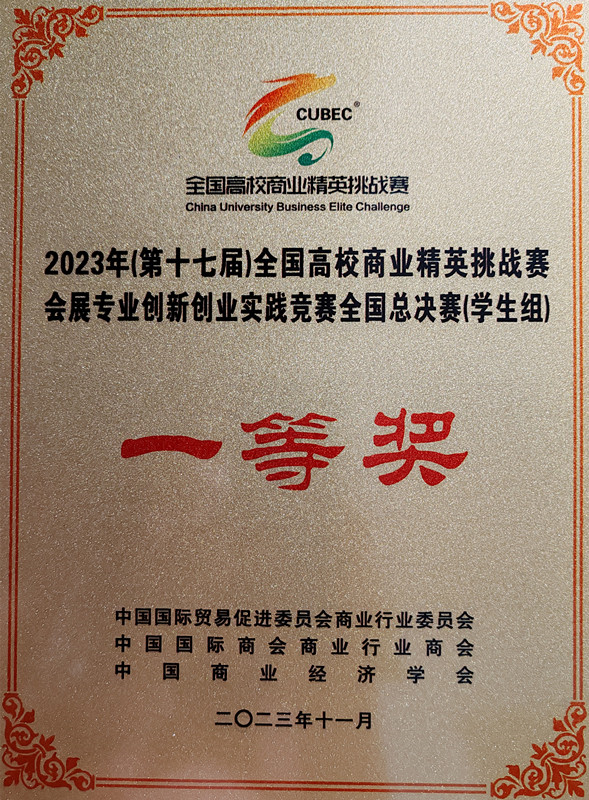 CUBEC®
全国高校商业精英挑战赛
China University Business Elite Challenge
2023年(第十七届)全国高校商业精英挑战赛
会展专业创新创业实践竞赛全国总决赛(学生组)
一等奖
中国国际贸易促进委员会商业行业委员会
中国国际商会商业行业商会
中国商业经济学会
二〇二三年十一月